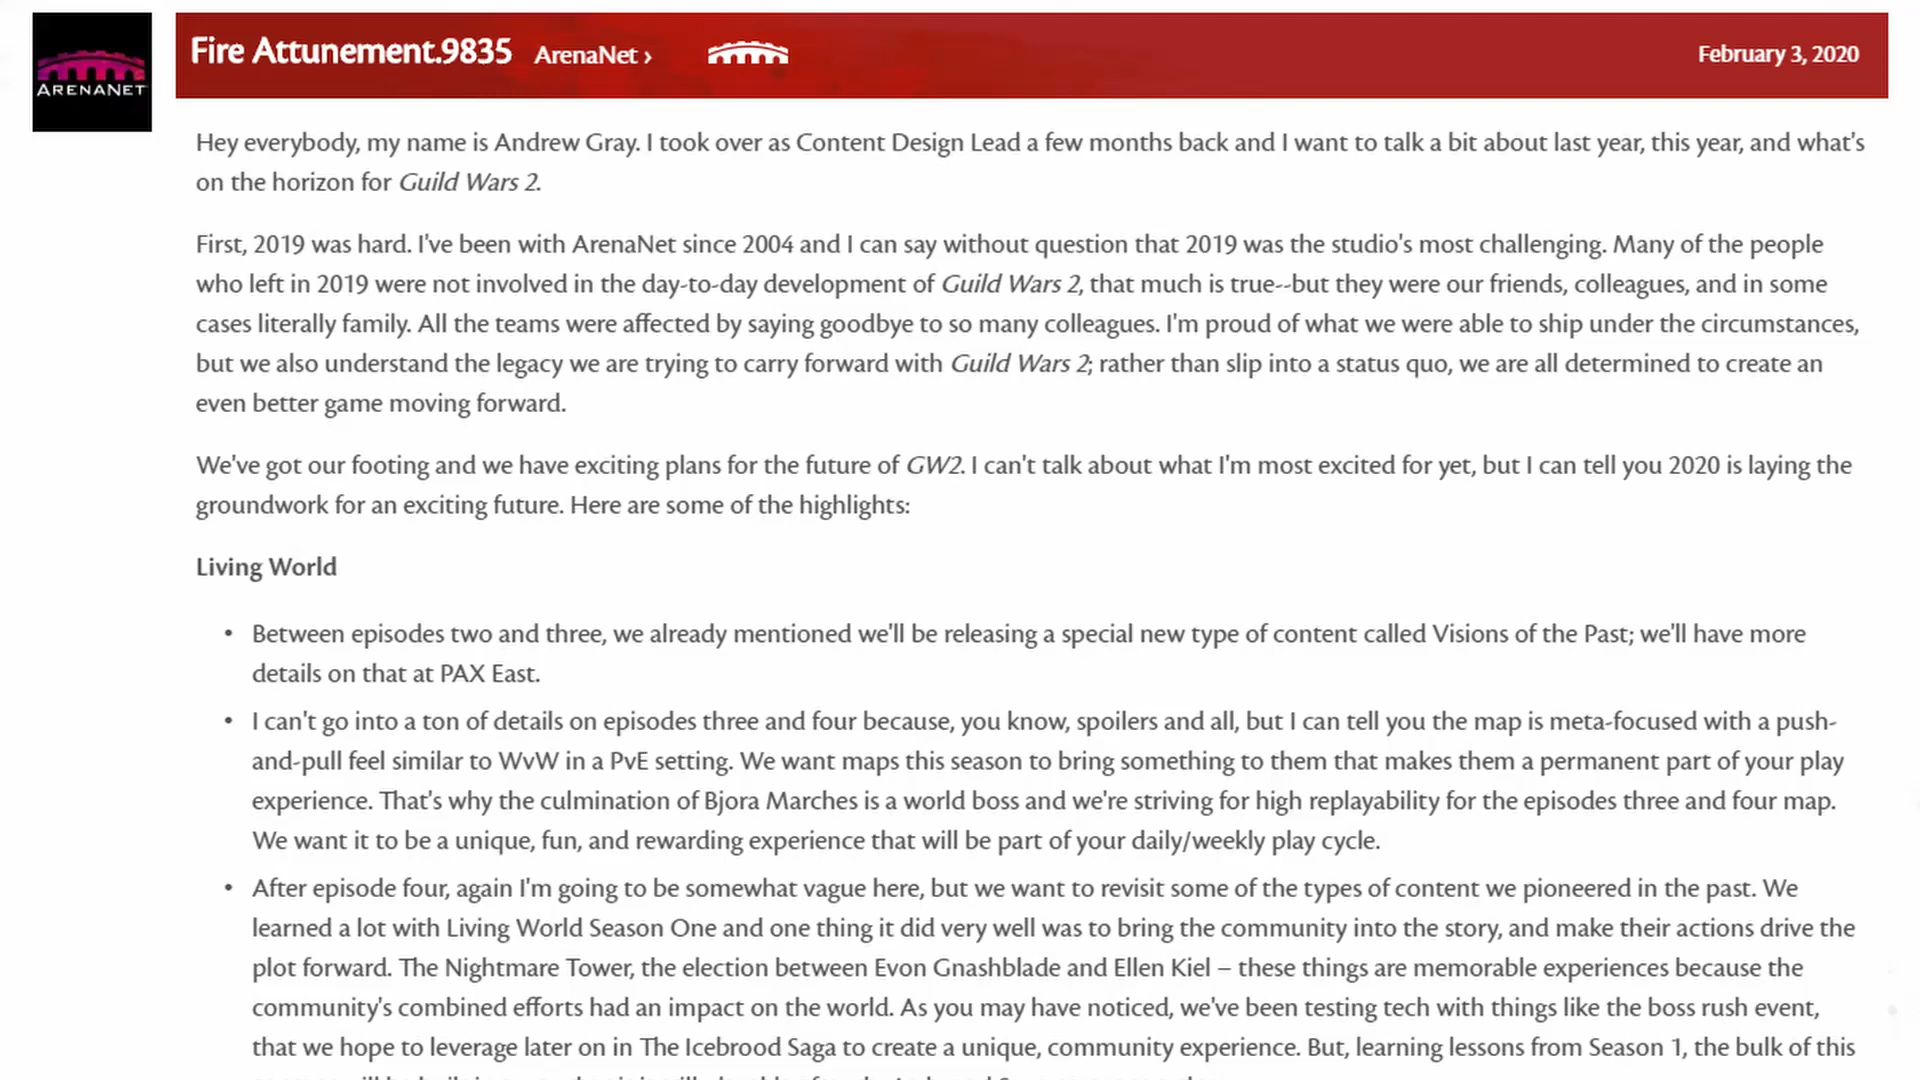 ARENANET
Fire Attunement.9835 ArenaNet ›
February 3, 2020
Hey everybody, my name is Andrew Gray. I took over as Content Design Lead a few months back and I want to talk a bit about last year, this year, and what's
on the horizon for Guild Wars 2.
First, 2019 was hard. I've been with ArenaNet since 2004 and I can say without question that 2019 was the studio's most challenging. Many of the people
who left in 2019 were not involved in the day-to-day development of Guild Wars 2, that much is true--but they were our friends, colleagues, and in some
cases literally family. All the teams were affected by saying goodbye to so many colleagues. I'm proud of what we were able to ship under the circumstances,
but we also understand the legacy we are trying to carry forward with Guild Wars 2; rather than slip into a status quo, we are all determined to create an
even better game moving forward.
We've got our footing and we have exciting plans for the future of GW2. I can't talk about what I'm most excited for yet, but I can tell you 2020 is laying the
groundwork for an exciting future. Here are some of the highlights:
Living World
• Between episodes two and three, we already mentioned we'll be releasing a special new type of content called Visions of the Past; we'll have more
details on that at PAX East.
• I can't go into a ton of details on episodes three and four because, you know, spoilers and all, but I can tell you the map is meta-focused with a push-
and-pull feel similar to WvW in a PvE setting. We want maps this season to bring something to them that makes them a permanent part of your play
experience. That's why the culmination of Bjora Marches is a world boss and we're striving for high replayability for the episodes three and four map.
We want it to be a unique, fun, and rewarding experience that will be part of your daily/weekly play cycle.
• After episode four, again I'm going to be somewhat vague here, but we want to revisit some of the types of content we pioneered in the past. We
learned a lot with Living World Season One and one thing it did very well was to bring the community into the story, and make their actions drive the
plot forward. The Nightmare Tower, the election between Evon Gnashblade and Ellen Kiel – these things are memorable experiences because the
community's combined efforts had an impact on the world. As you may have noticed, we've been testing tech with things like the boss rush event,
that we hope to leverage later on in The Icebrood Saga to create a unique, community experience. But, learning lessons from Season 1, the bulk of this